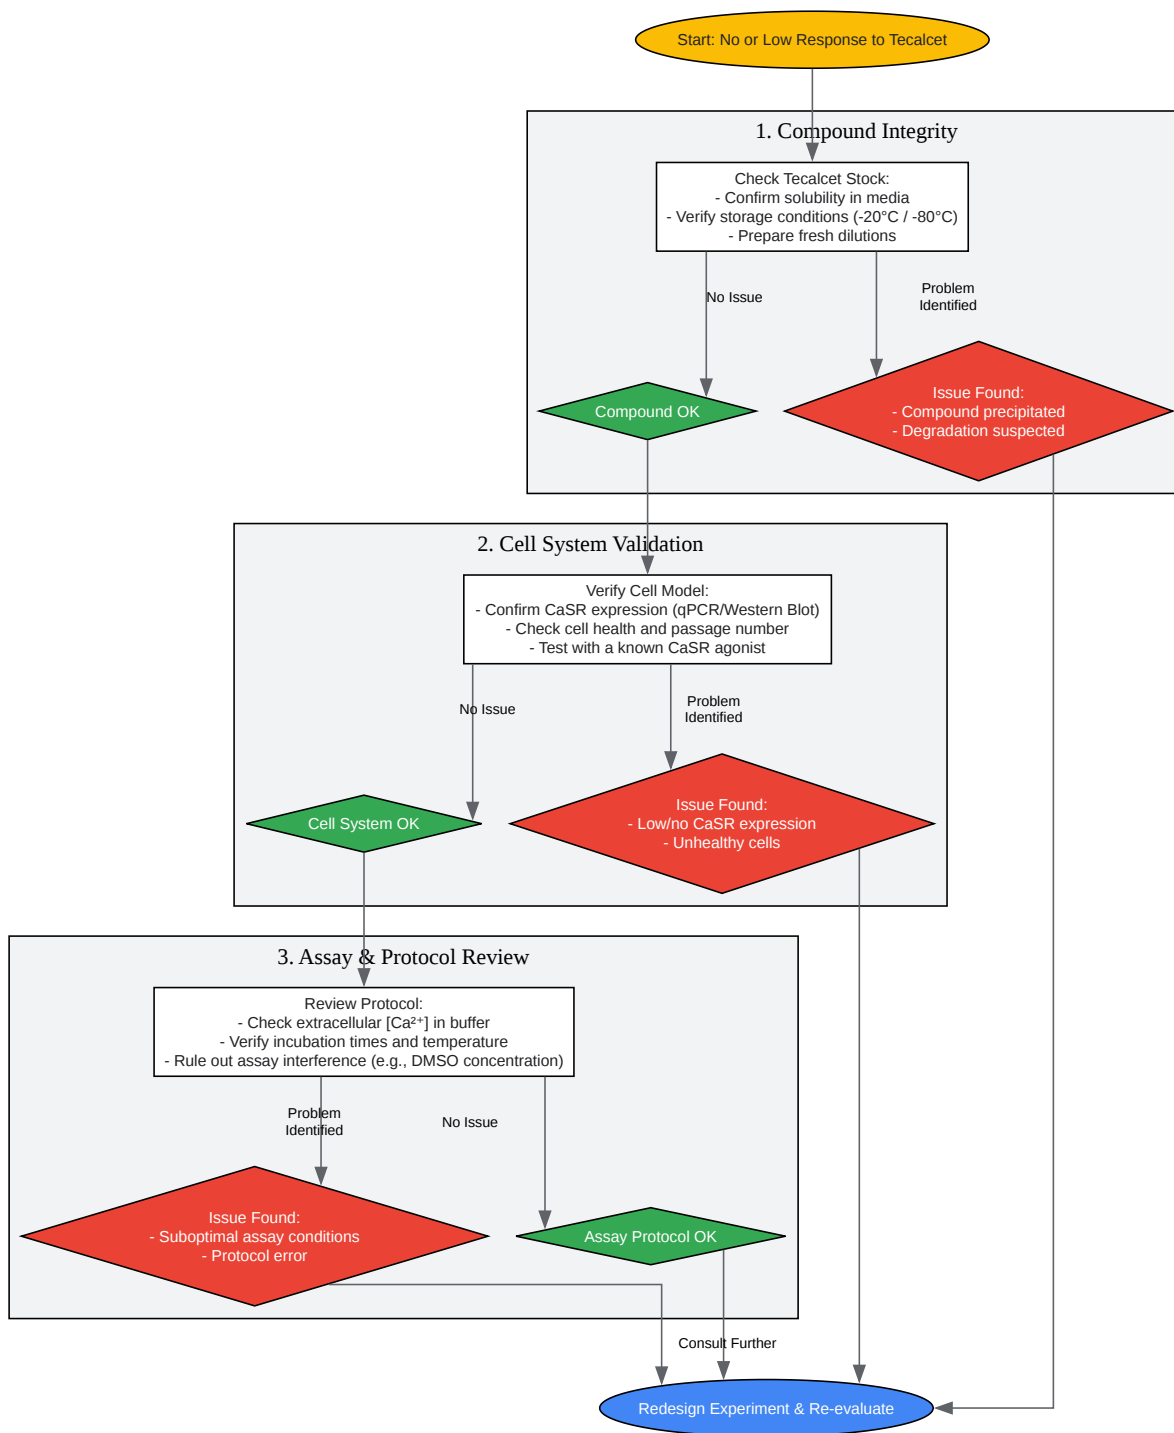 Start: No or Low Response to Tecalcet
1. Compound Integrity
Check Tecalcet Stock:
- Confirm solubility in media
- Verify storage conditions (-20°C / -80°C)
- Prepare fresh dilutions
No Issue
Problem
Identified
Compound OK
Issue Found:
- Compound precipitated
- Degradation suspected
2. Cell System Validation
Verify Cell Model:
- Confirm CaSR expression (qPCR/Western Blot)
- Check cell health and passage number
- Test with a known CaSR agonist
No Issue
Problem
Identified
Cell System OK
Issue Found:
- Low/no CaSR expression
- Unhealthy cells
3. Assay & Protocol Review
Review Protocol:
- Check extracellular [Ca²⁺] in buffer
- Verify incubation times and temperature
- Rule out assay interference (e.g., DMSO concentration)
Problem
Identified
No Issue
Issue Found:
- Suboptimal assay conditions
- Protocol error
Assay Protocol OK
Consult Further
Redesign Experiment & Re-evaluate